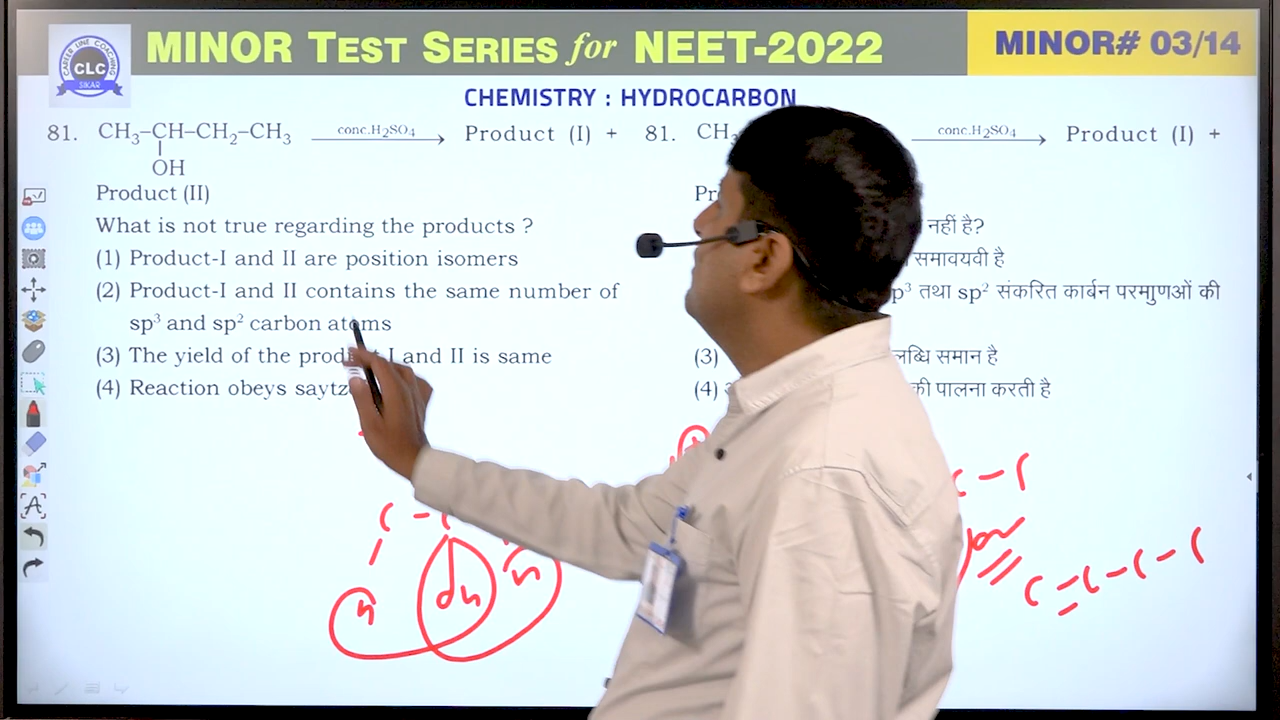 CAREER LINE COACHING
CLC
SIKAR
MINOR TEST SERIES for NEET-2022
MINOR# 03/14
CHEMISTRY : HYDROCARBON
81. CH₃–CH–CH₂–CH₃ conc.H₂SO₄ Product (I) +
OH
Product (II)
What is not true regarding the products ?
(1) Product-I and II are position isomers
(2) Product-I and II contains the same number of
sp³ and sp² carbon atoms
(3) The yield of the product I and II is same
(4) Reaction obeys
81. CH₃ conc.H₂SO₄ Product (I) +
नहीं है?
समावयवी है
sp³ तथा sp² संकरित कार्बन परमाुणओं की
(3) समान है
(4) की पालना करती है
C – C
H OH H
C – C
C = C – C – C